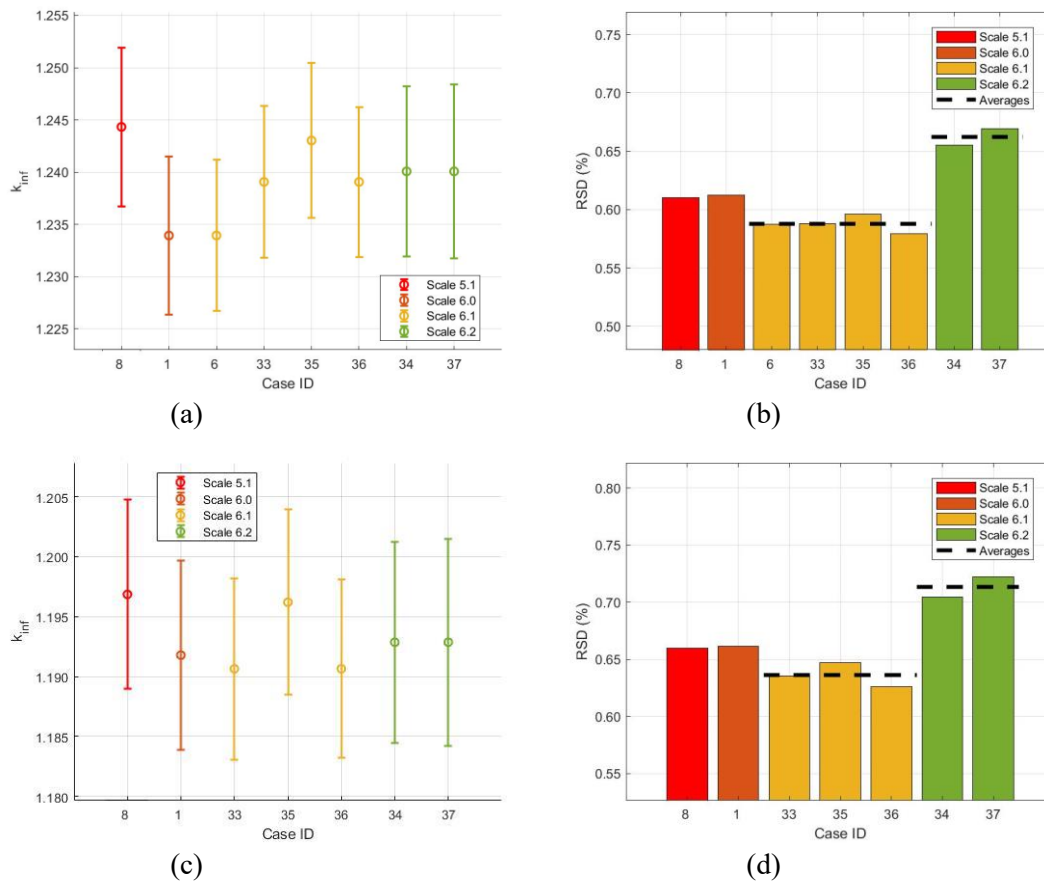 1.255
1.250
1.245
1.240
1.235
1.230
1.225
k_inf
Scale 5.1
Scale 6.0
Scale 6.1
Scale 6.2
8 1 6 33 35 36 34 37
Case ID
(a)
0.75
0.70
0.65
0.60
0.55
0.50
RSD (%)
Scale 5.1
Scale 6.0
Scale 6.1
Scale 6.2
Averages
8 1 6 33 35 36 34 37
Case ID
(b)
1.205
1.200
1.195
1.190
1.185
1.180
k_inf
Scale 5.1
Scale 6.0
Scale 6.1
Scale 6.2
8 1 33 35 36 34 37
Case ID
(c)
0.80
0.75
0.70
0.65
0.60
0.55
RSD (%)
Scale 5.1
Scale 6.0
Scale 6.1
Scale 6.2
Averages
8 1 33 35 36 34 37
Case ID
(d)